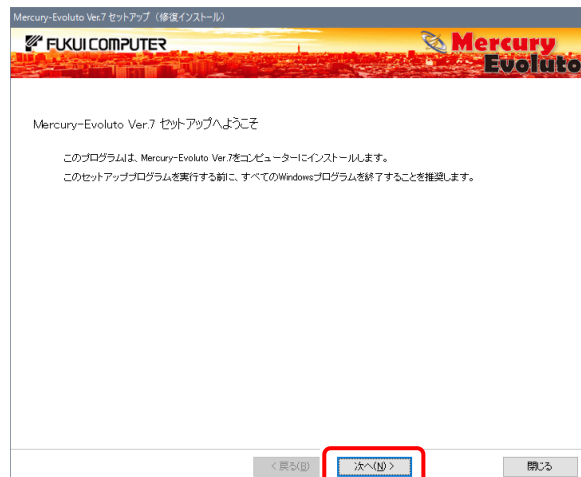 Mercury-Evoluto Ver.7 セットアップ（修復インストール）
FUKUI COMPUTER
Mercury
Evoluto
Mercury-Evoluto Ver.7 セットアップへようこそ
このプログラムは、Mercury-Evoluto Ver.7をコンピューターにインストールします。
このセットアッププログラムを実行する前に、すべてのWindowsプログラムを終了することを推奨します。
< 戻る(B)
次へ(N) >
閉じる